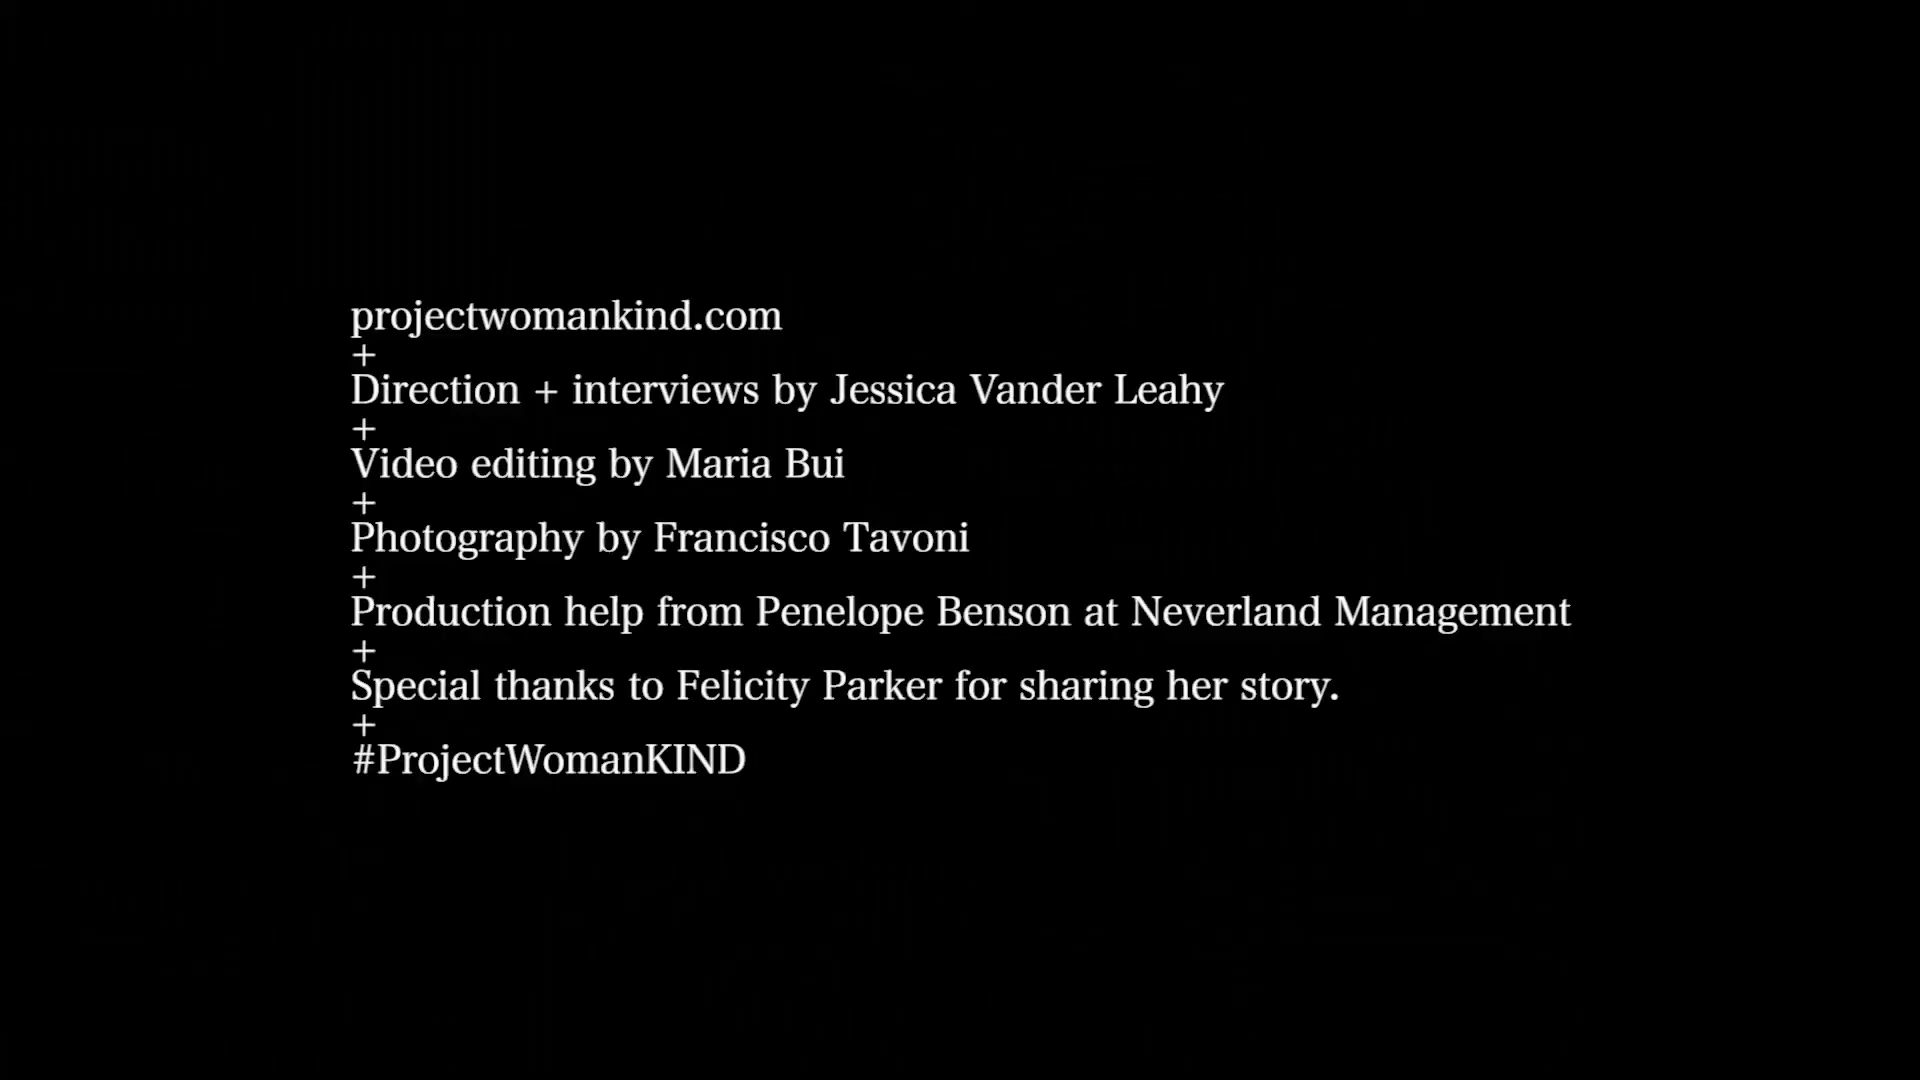 projectwomankind.com
+
Direction + interviews by Jessica Vander Leahy
+
Video editing by Maria Bui
+
Photography by Francisco Tavoni
+
Production help from Penelope Benson at Neverland Management
+
Special thanks to Felicity Parker for sharing her story.
+
#ProjectWomanKIND